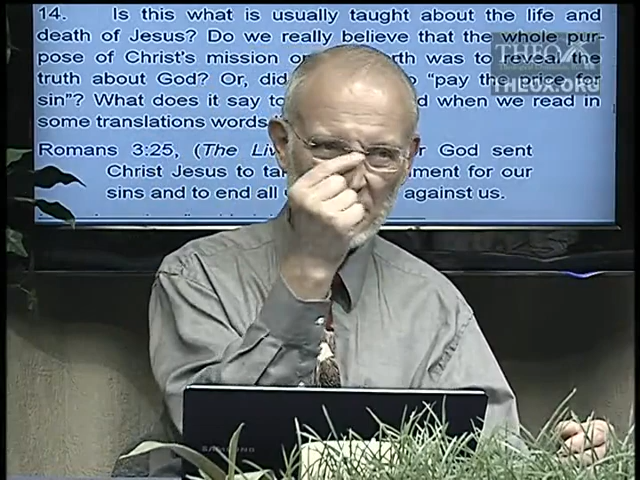 14. Is this what is usually taught about the life and
death of Jesus? Do we really believe that the whole pur-
pose of Christ's mission on earth was to reveal the
truth about God? Or, did to "pay the price for
sin"? What does it say to d when we read in
some translations words
Romans 3:25, (The Liv r God sent
Christ Jesus to ta ment for our
sins and to end all against us.
THEOX
THEOX.ORG
SAMSUNG